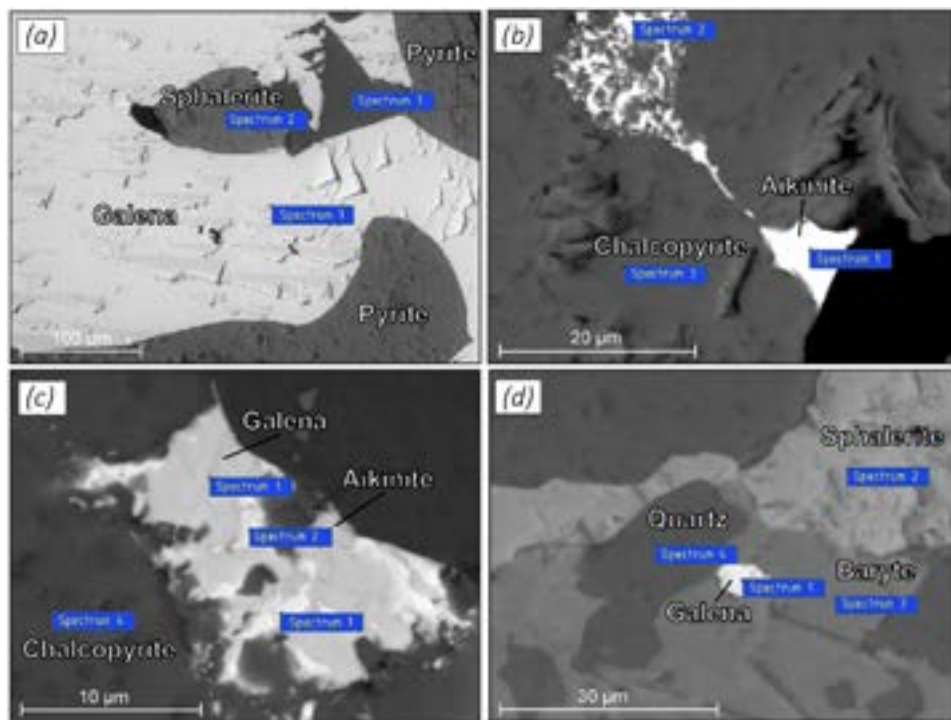 (a)
Pyrite
Sphalerite
Spectrum 1
Spectrum 2
Galena
Spectrum 3
Pyrite
100 µm
(b)
Spectrum 2
Aikinite
Chalcopyrite
Spectrum 1
Spectrum 3
20 µm
(c)
Galena
Spectrum 1
Aikinite
Spectrum 2
Spectrum 4
Spectrum 3
Chalcopyrite
10 µm
(d)
Sphalerite
Spectrum 2
Quartz
Spectrum 4
Baryte
Spectrum 1
Galena
Spectrum 3
30 µm